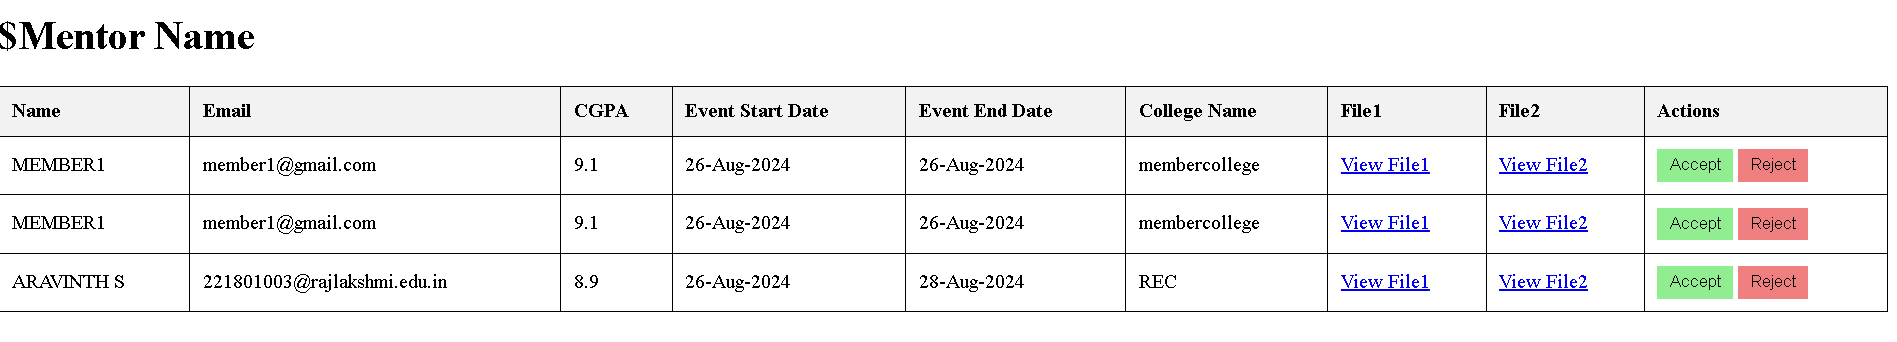 $Mentor Name
Name Email CGPA Event Start Date Event End Date College Name File1 File2 Actions
MEMBER1 member1@gmail.com 9.1 26-Aug-2024 26-Aug-2024 membercollege View File1 View File2 Accept Reject
MEMBER1 member1@gmail.com 9.1 26-Aug-2024 26-Aug-2024 membercollege View File1 View File2 Accept Reject
ARAVINTH S 221801003@rajlakshmi.edu.in 8.9 26-Aug-2024 28-Aug-2024 REC View File1 View File2 Accept Reject